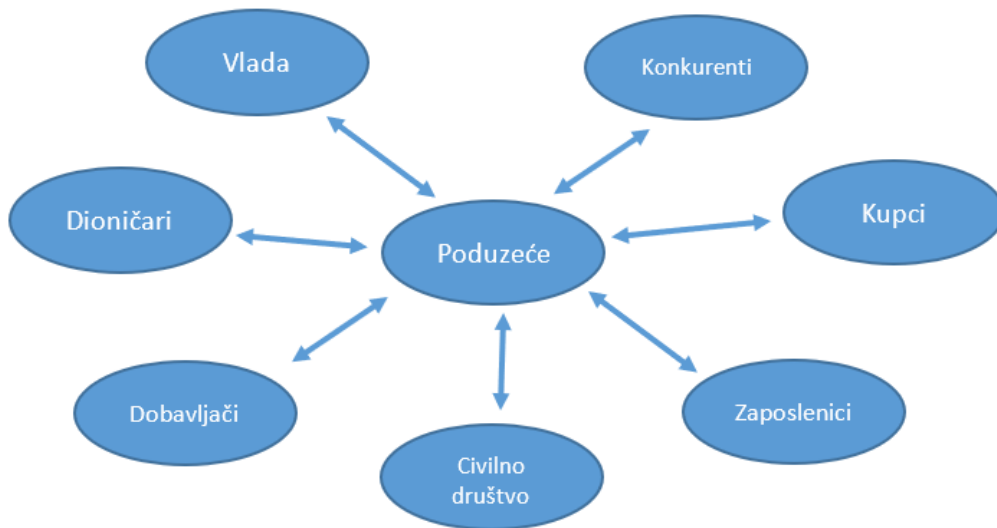 Vlada
Konkurenti
Dioničari
Kupci
Poduzeće
Dobavljači
Zaposlenici
Civilno
društvo